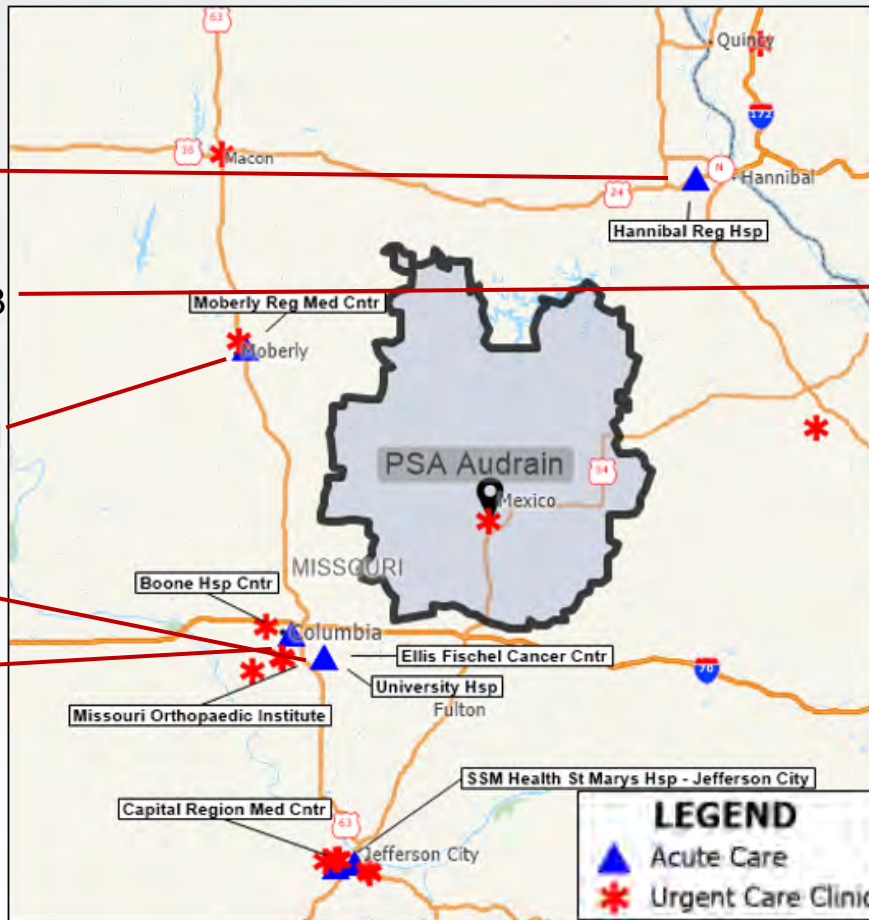 63
Quincy
172
36
Macon
N
Hannibal
24
Hannibal Reg Hsp
3
Moberly Reg Med Cntr
Moberly
PSA Audrain
54
Mexico
MISSOURI
Boone Hsp Cntr
Columbia
Ellis Fischel Cancer Cntr
University Hsp
70
Missouri Orthopaedic Institute
Fulton
SSM Health St Marys Hsp - Jefferson City
Capital Region Med Cntr
63
Jefferson City
LEGEND
Acute Care
Urgent Care Clinic